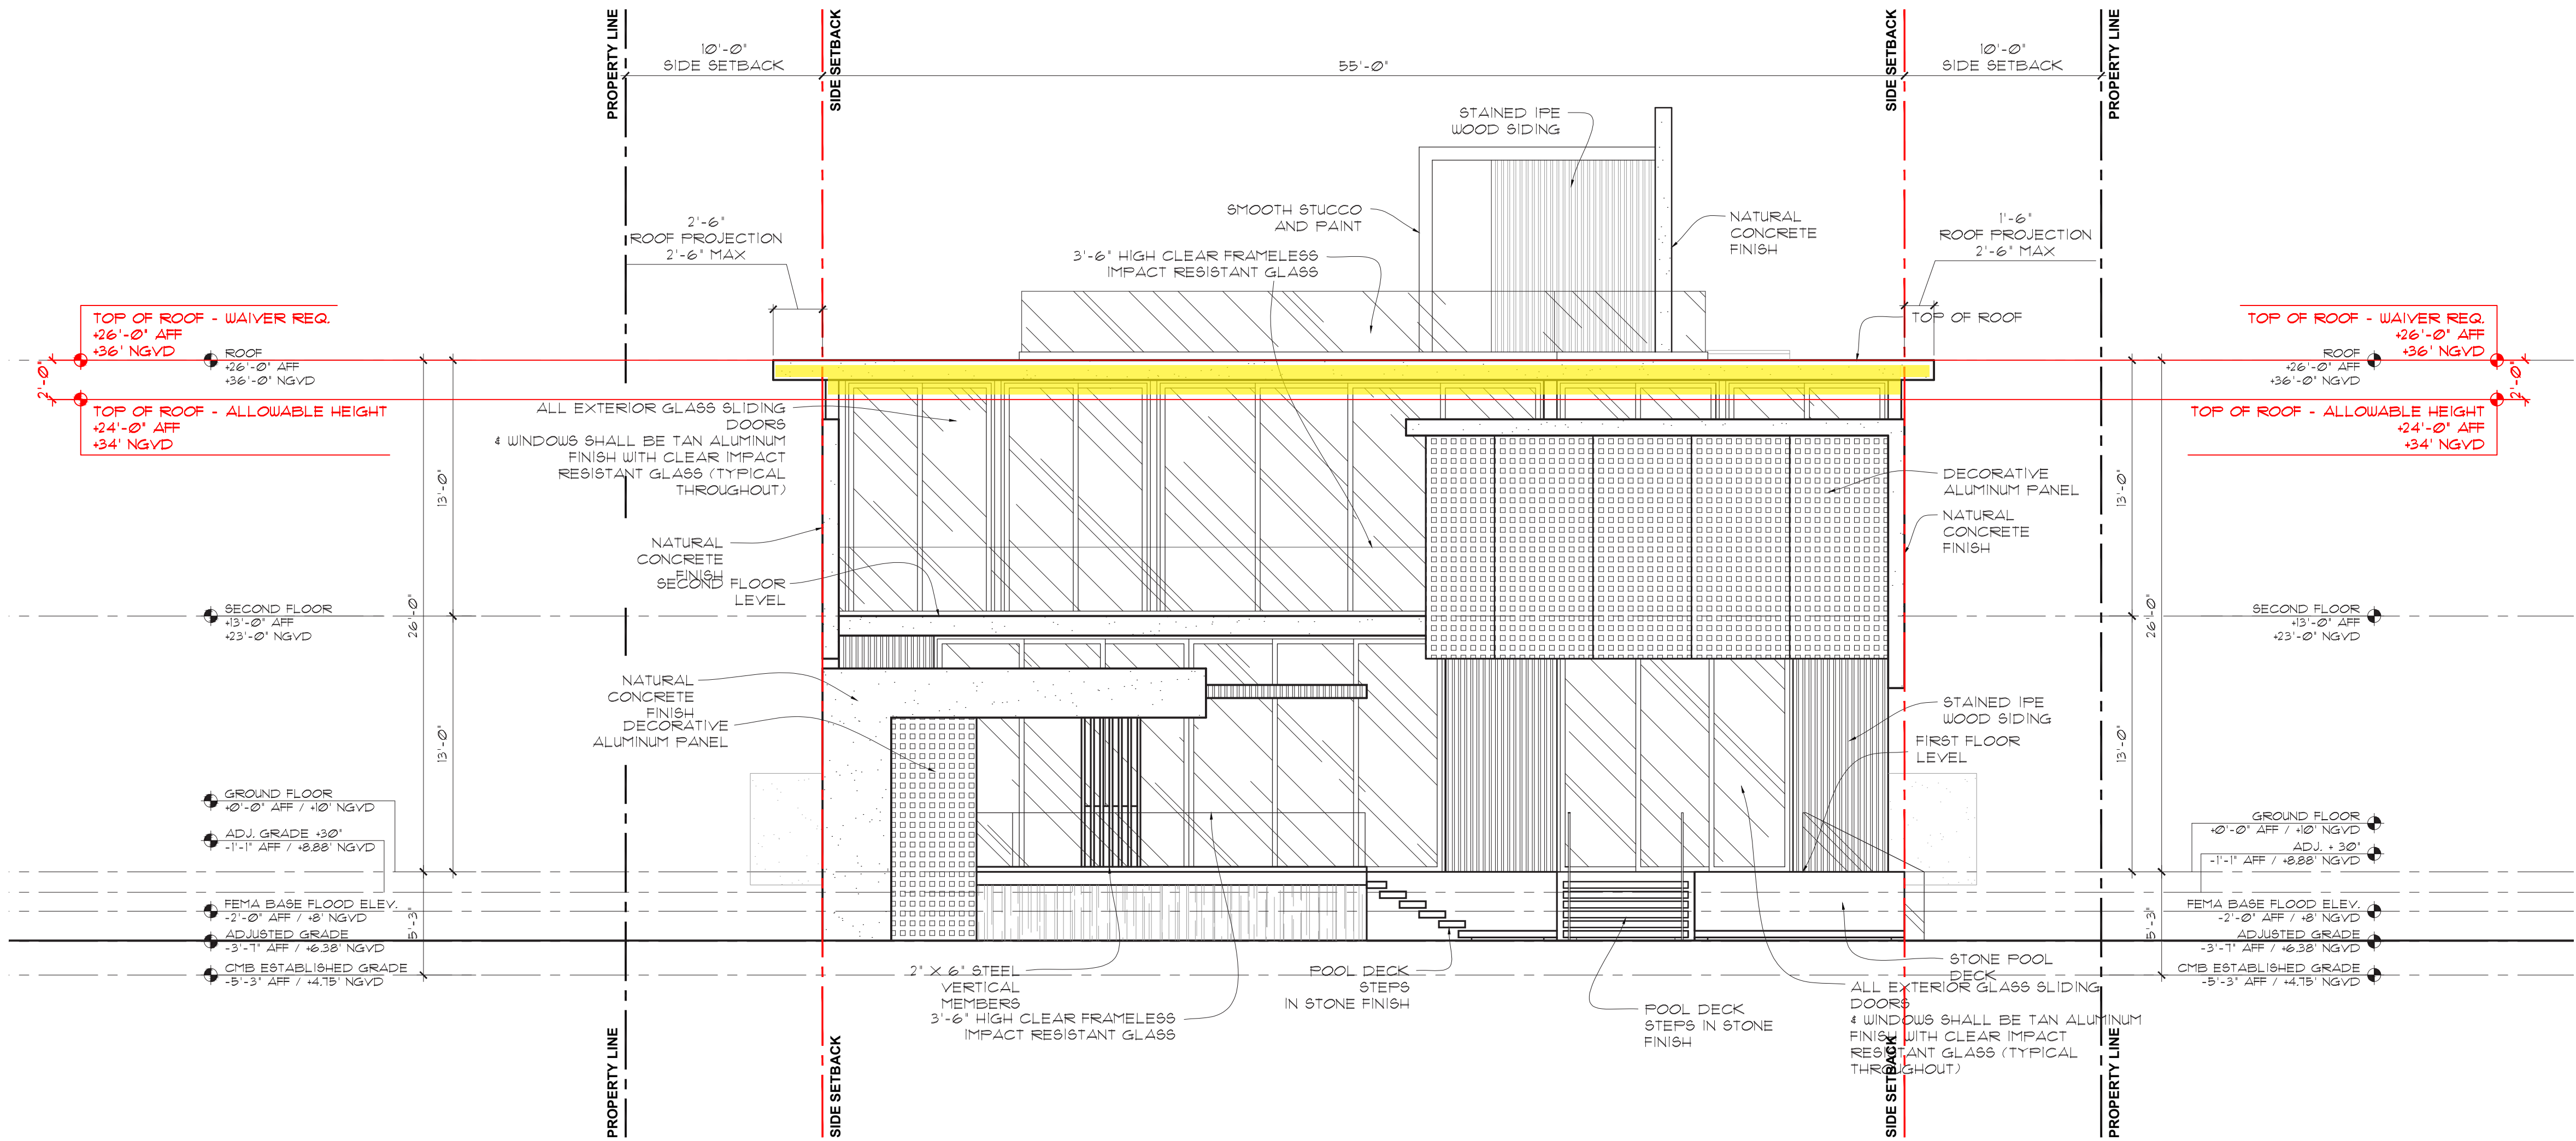 PROPERTY LINE
SIDE SETBACK
SIDE SETBACK
PROPERTY LINE
10'-0"
SIDE SETBACK
55'-0"
10'-0"
SIDE SETBACK
STAINED IPE
WOOD SIDING
2'-6"
ROOF PROJECTION
2'-6" MAX
SMOOTH STUCCO
AND PAINT
NATURAL
CONCRETE
FINISH
1'-6"
ROOF PROJECTION
2'-6" MAX
3'-6" HIGH CLEAR FRAMELESS
IMPACT RESISTANT GLASS
TOP OF ROOF
TOP OF ROOF - WAIVER REQ.
+26'-0" AFF
+36' NGVD
ROOF
+26'-0" AFF
+36'-0" NGVD
2'-0"
TOP OF ROOF - ALLOWABLE HEIGHT
+24'-0" AFF
+34' NGVD
TOP OF ROOF - WAIVER REQ.
+26'-0" AFF
+36' NGVD
ROOF
+26'-0" AFF
+36'-0" NGVD
2'-0"
TOP OF ROOF - ALLOWABLE HEIGHT
+24'-0" AFF
+34' NGVD
ALL EXTERIOR GLASS SLIDING
DOORS
& WINDOWS SHALL BE TAN ALUMINUM
FINISH WITH CLEAR IMPACT
RESISTANT GLASS (TYPICAL
THROUGHOUT)
13'-0"
26'-0"
13'-0"
5'-3"
NATURAL
CONCRETE
FINISH
SECOND FLOOR
LEVEL
DECORATIVE
ALUMINUM PANEL
NATURAL
CONCRETE
FINISH
13'-0"
26'-0"
13'-0"
5'-3"
SECOND FLOOR
+13'-0" AFF
+23'-0" NGVD
SECOND FLOOR
+13'-0" AFF
+23'-0" NGVD
NATURAL
CONCRETE
FINISH
DECORATIVE
ALUMINUM PANEL
STAINED IPE
WOOD SIDING
FIRST FLOOR
LEVEL
GROUND FLOOR
+0'-0" AFF / +10' NGVD
ADJ. GRADE +30"
-1'-1" AFF / +8.88' NGVD
FEMA BASE FLOOD ELEV.
-2'-0" AFF / +8' NGVD
ADJUSTED GRADE
-3'-7" AFF / +6.38' NGVD
CMB ESTABLISHED GRADE
-5'-3" AFF / +4.75' NGVD
GROUND FLOOR
+0'-0" AFF / +10' NGVD
ADJ. + 30"
-1'-1" AFF / +8.88' NGVD
FEMA BASE FLOOD ELEV.
-2'-0" AFF / +8' NGVD
ADJUSTED GRADE
-3'-7" AFF / +6.38' NGVD
CMB ESTABLISHED GRADE
-5'-3" AFF / +4.75' NGVD
2" X 6" STEEL
VERTICAL
MEMBERS
3'-6" HIGH CLEAR FRAMELESS
IMPACT RESISTANT GLASS
POOL DECK
STEPS
IN STONE FINISH
POOL DECK
STEPS IN STONE
FINISH
STONE POOL
DECK
ALL EXTERIOR GLASS SLIDING
DOORS
& WINDOWS SHALL BE TAN ALUMINUM
FINISH WITH CLEAR IMPACT
RESISTANT GLASS (TYPICAL
THROUGHOUT)
PROPERTY LINE
SIDE SETBACK
SIDE SETBACK
PROPERTY LINE